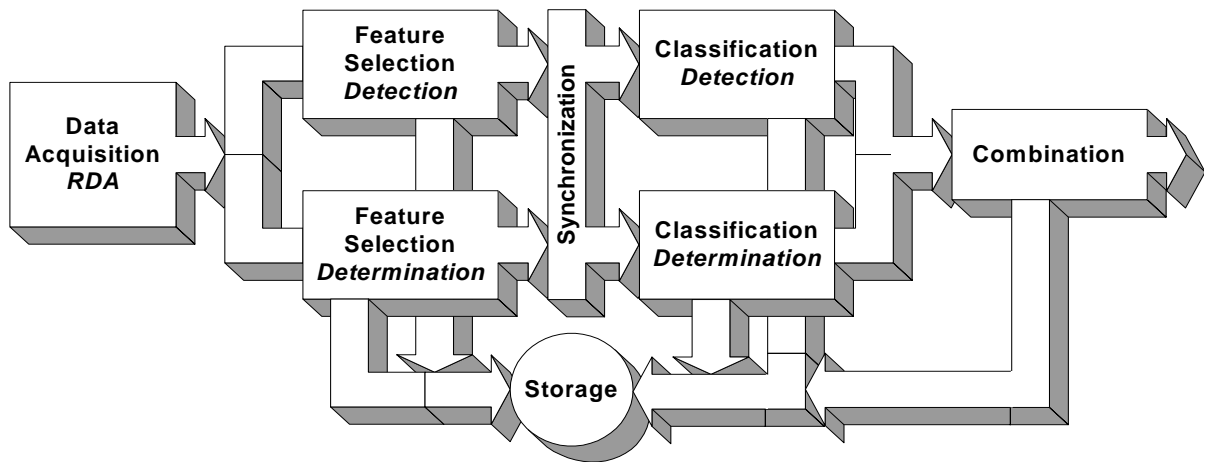 Data
Acquisition
RDA
Feature
Selection
Detection
Feature
Selection
Determination
Synchronization
Classification
Detection
Classification
Determination
Combination
Storage